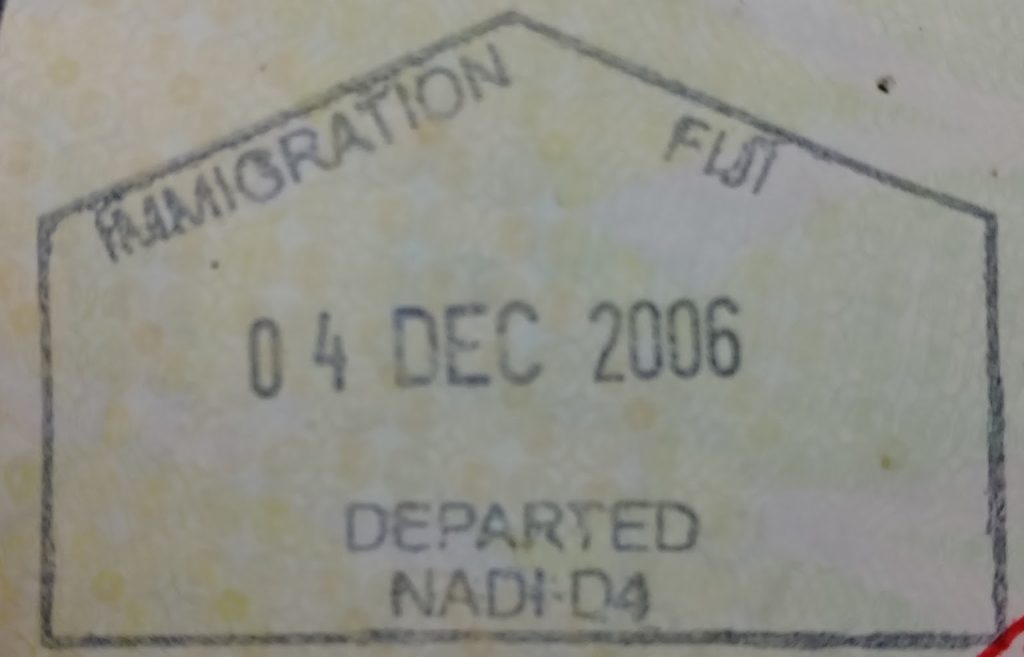 IMMIGRATION FIJI
04 DEC 2006
DEPARTED
NADI-D4